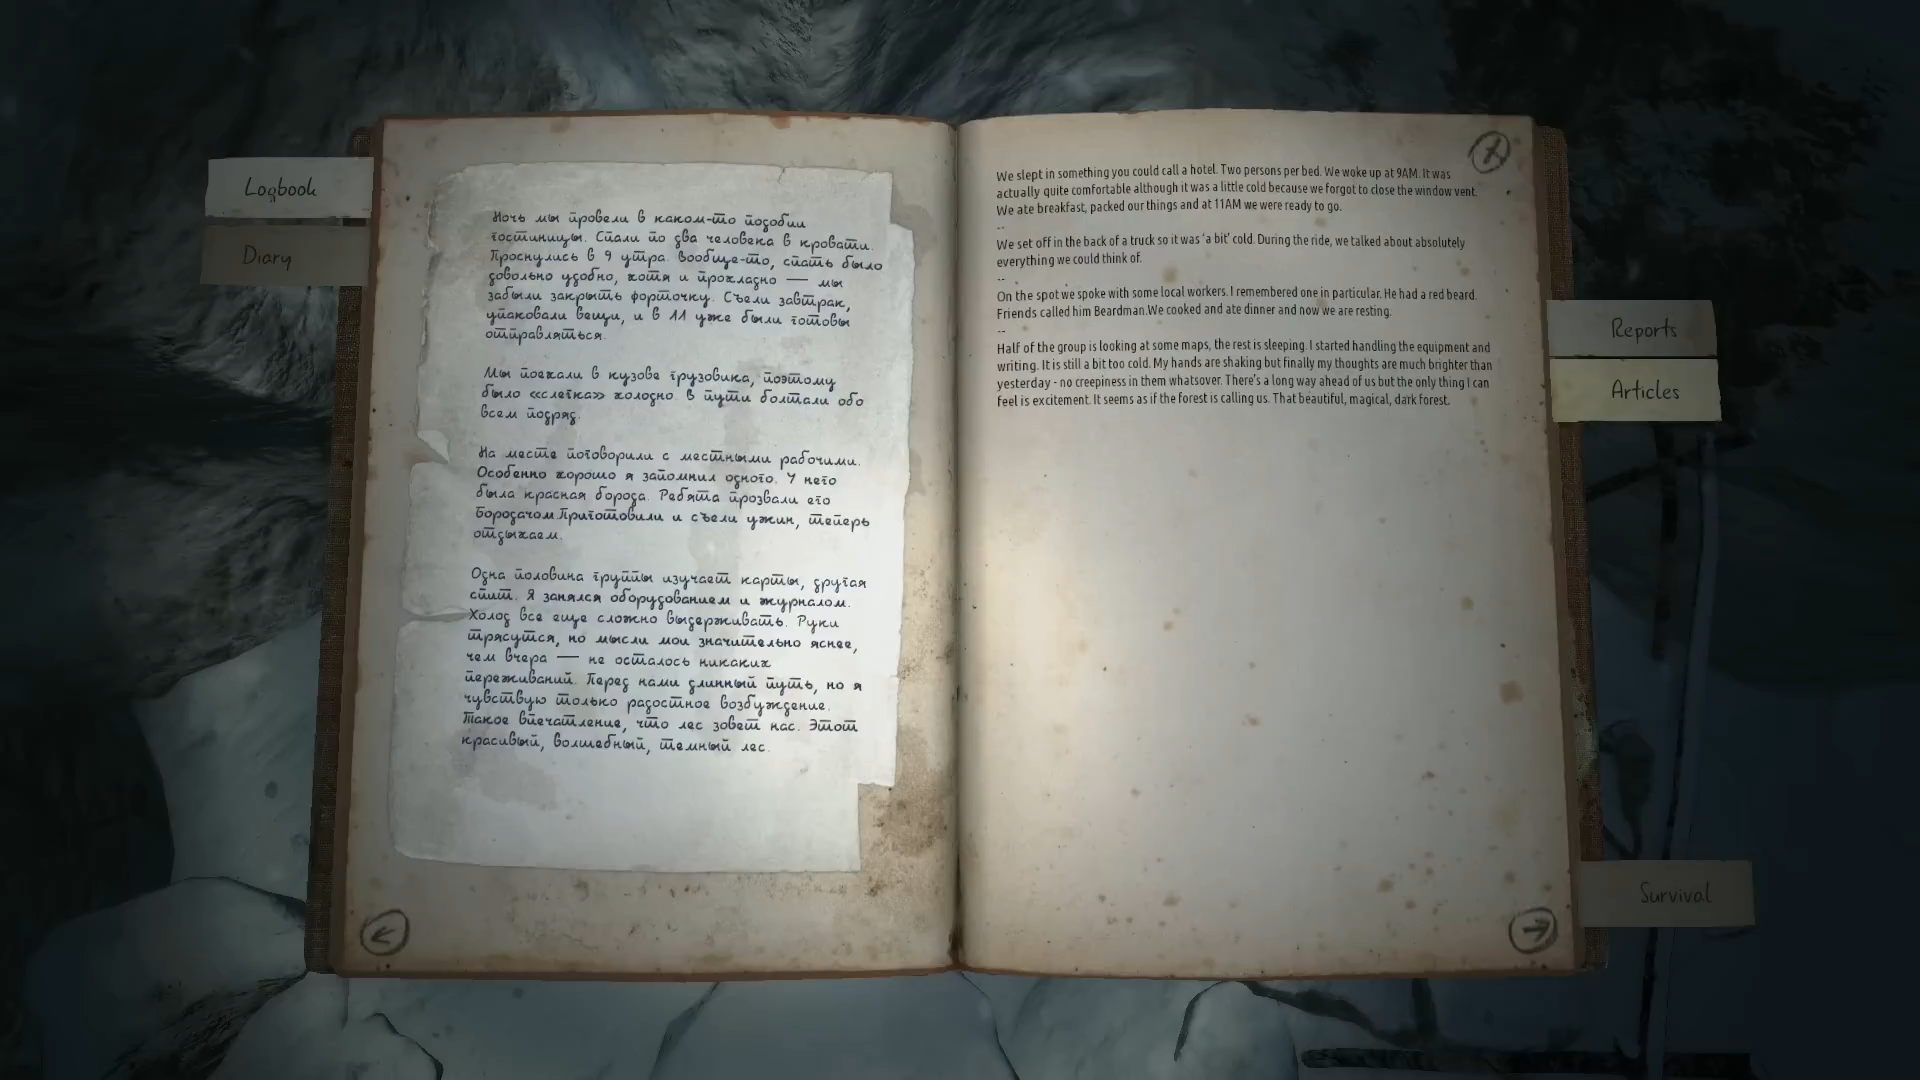 Logbook
Diary
Ночь мы провели в каком-то подобии
гостиницы. Спали по два человека в кровати.
Проснулись в 9 утра. Вообще-то, спать было
довольно удобно, хотя и прохладно — мы
забыли закрыть форточку. Съели завтрак,
упаковали вещи, и в 11 уже были готовы
отправляться.
Мы поехали в кузове грузовика, поэтому
было «слегка» холодно. В пути болтали обо
всем подряд.
На месте поговорили с местными рабочими.
Особенно хорошо я запомнил одного. У него
была красная борода. Ребята прозвали его
Бородачом.Приготовили и съели ужин, теперь
отдыхаем.
Одна половина группы изучает карты, другая
спит. Я занялся оборудованием и журналом.
Холод все еще сложно выдерживать. Руки
трясутся, но мысли мои значительно яснее,
чем вчера — не осталось никаких
переживаний. Перед нами длинный путь, но я
чувствую только радостное возбуждение.
Такое впечатление, что лес зовет нас. Этот
красивый, волшебный, темный лес.
We slept in something you could call a hotel. Two persons per bed. We woke up at 9AM. It was
actually quite comfortable although it was a little cold because we forgot to close the window vent.
We ate breakfast, packed our things and at 11AM we were ready to go.
--
We set off in the back of a truck so it was 'a bit' cold. During the ride, we talked about absolutely
everything we could think of.
--
On the spot we spoke with some local workers. I remembered one in particular. He had a red beard.
Friends called him Beardman.We cooked and ate dinner and now we are resting.
--
Half of the group is looking at some maps, the rest is sleeping. I started handling the equipment and
writing. It is still a bit too cold. My hands are shaking but finally my thoughts are much brighter than
yesterday - no creepiness in them whatsover. There's a long way ahead of us but the only thing I can
feel is excitement. It seems as if the forest is calling us. That beautiful, magical, dark forest.
Reports
Articles
Survival